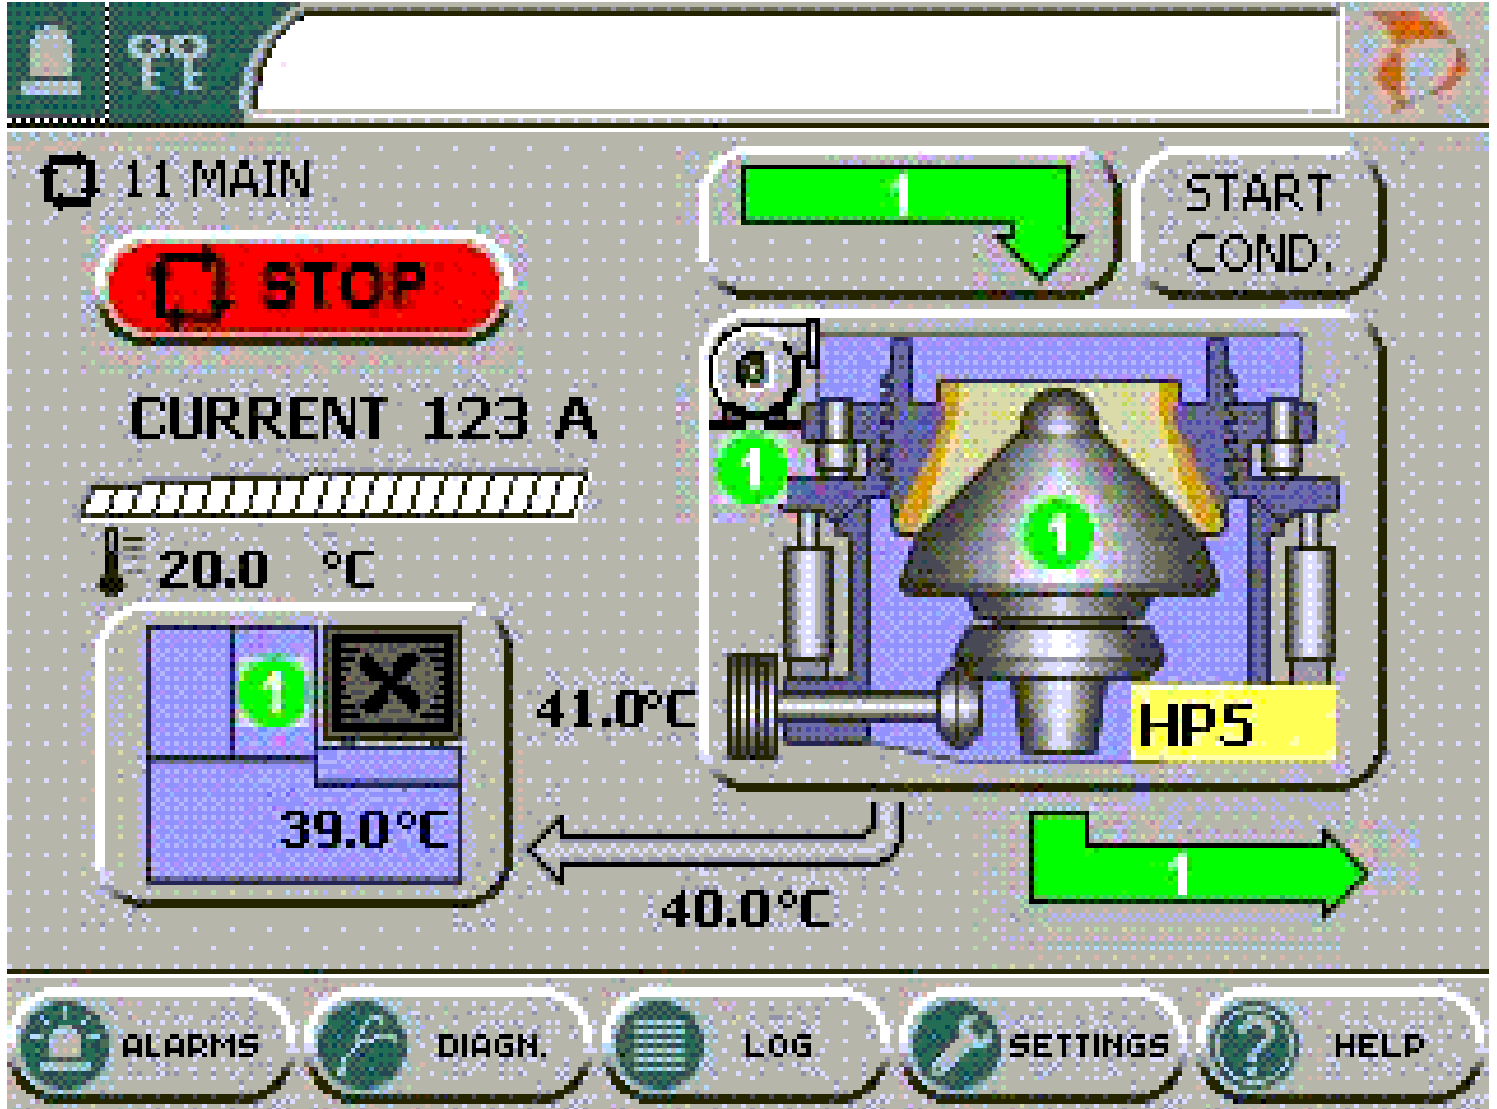 11 MAIN
1
START
COND.
STOP
CURRENT 123 A
1
1
20.0 °C
1
41.0°C
HP5
39.0°C
1
40.0°C
ALARMS
DIAGN.
LOG
SETTINGS
HELP